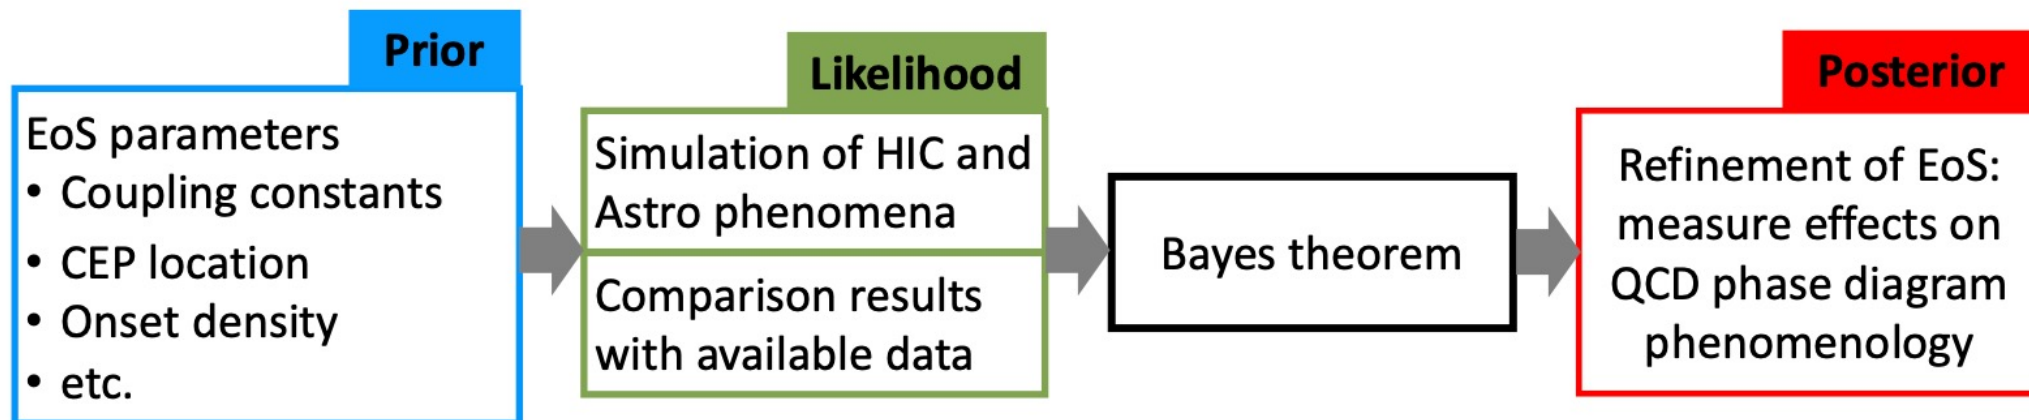 Prior
EoS parameters
• Coupling constants
• CEP location
• Onset density
• etc.
Likelihood
Simulation of HIC and
Astro phenomena
Comparison results
with available data
Bayes theorem
Posterior
Refinement of EoS:
measure effects on
QCD phase diagram
phenomenology